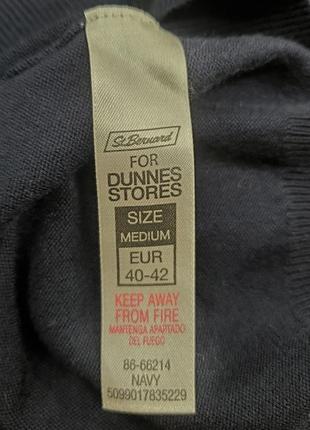 St.Bernard
FOR
DUNNES
STORES
SIZE
MEDIUM
EUR
40-42
KEEP AWAY
FROM FIRE
MANTENGA APARTADO
DEL FUEGO
86-66214
NAVY
5099017835229